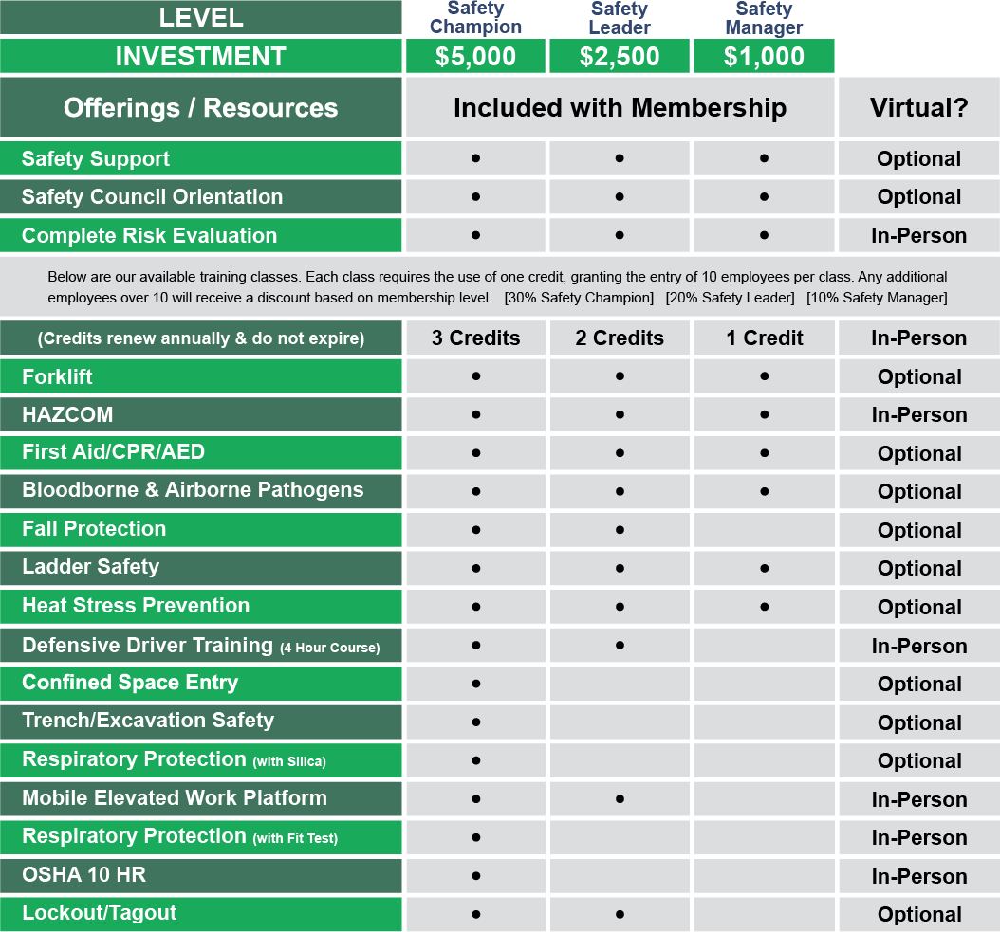 LEVEL Safety Champion Safety Leader Safety Manager
INVESTMENT $5,000 $2,500 $1,000
Offerings / Resources Included with Membership Virtual?
Safety Support • • • Optional
Safety Council Orientation • • • Optional
Complete Risk Evaluation • • • In-Person
Below are our available training classes. Each class requires the use of one credit, granting the entry of 10 employees per class. Any additional
employees over 10 will receive a discount based on membership level. [30% Safety Champion] [20% Safety Leader] [10% Safety Manager]
(Credits renew annually & do not expire) 3 Credits 2 Credits 1 Credit In-Person
Forklift • • • Optional
HAZCOM • • • In-Person
First Aid/CPR/AED • • • Optional
Bloodborne & Airborne Pathogens • • • Optional
Fall Protection • • Optional
Ladder Safety • • • Optional
Heat Stress Prevention • • • Optional
Defensive Driver Training (4 Hour Course) • • In-Person
Confined Space Entry • Optional
Trench/Excavation Safety • Optional
Respiratory Protection (with Silica) • Optional
Mobile Elevated Work Platform • • In-Person
Respiratory Protection (with Fit Test) • In-Person
OSHA 10 HR • In-Person
Lockout/Tagout • • Optional